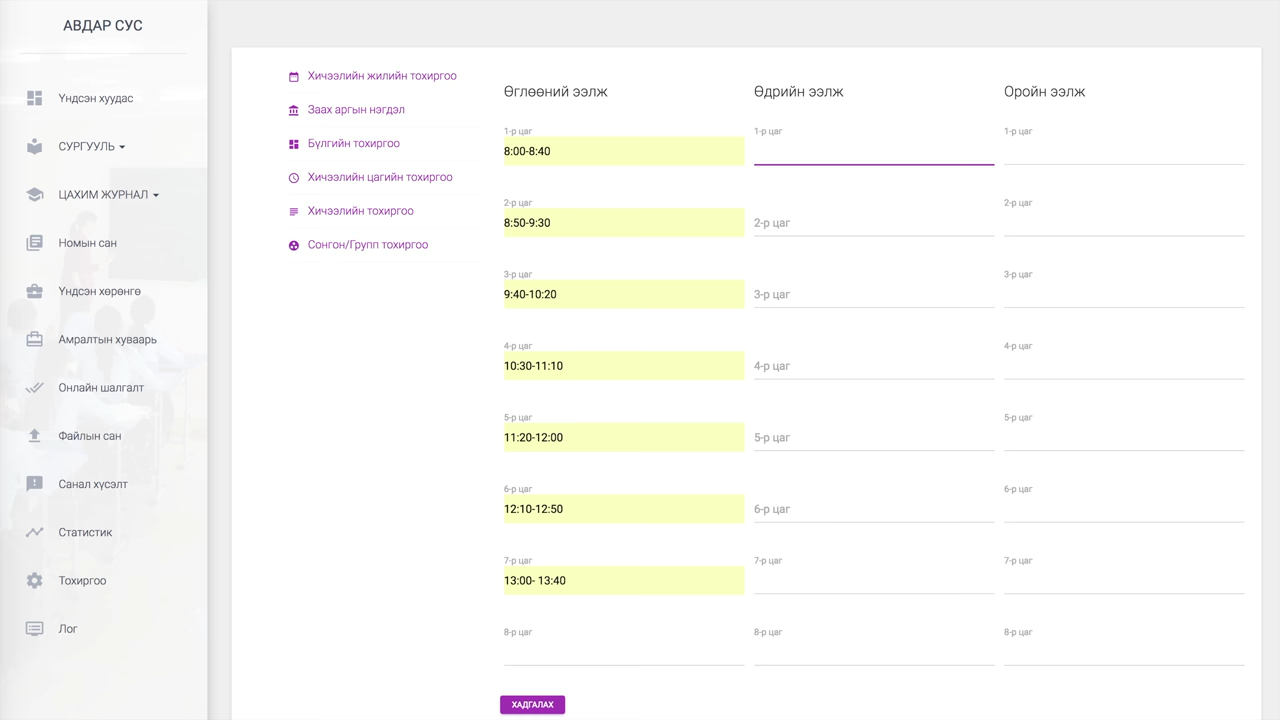 АВДАР СУС
Үндсэн хуудас
СУРГУУЛЬ
ЦАХИМ ЖУРНАЛ
Номын сан
Үндсэн хөрөнгө
Амралтын хуваарь
Онлайн шалгалт
Файлын сан
Санал хүсэлт
Статистик
Тохиргоо
Лог
Хичээлийн жилийн тохиргоо
Заах аргын нэгдэл
Бүлгийн тохиргоо
Хичээлийн цагийн тохиргоо
Хичээлийн тохиргоо
Сонгон/Групп тохиргоо
Өглөөний ээлж
1-р цаг
8:00-8:40
2-р цаг
8:50-9:30
3-р цаг
9:40-10:20
4-р цаг
10:30-11:10
5-р цаг
11:20-12:00
6-р цаг
12:10-12:50
7-р цаг
13:00- 13:40
8-р цаг
Өдрийн ээлж
1-р цаг
2-р цаг
3-р цаг
4-р цаг
5-р цаг
6-р цаг
7-р цаг
8-р цаг
Оройн ээлж
1-р цаг
2-р цаг
3-р цаг
4-р цаг
5-р цаг
6-р цаг
7-р цаг
8-р цаг
ХАДГАЛАХ